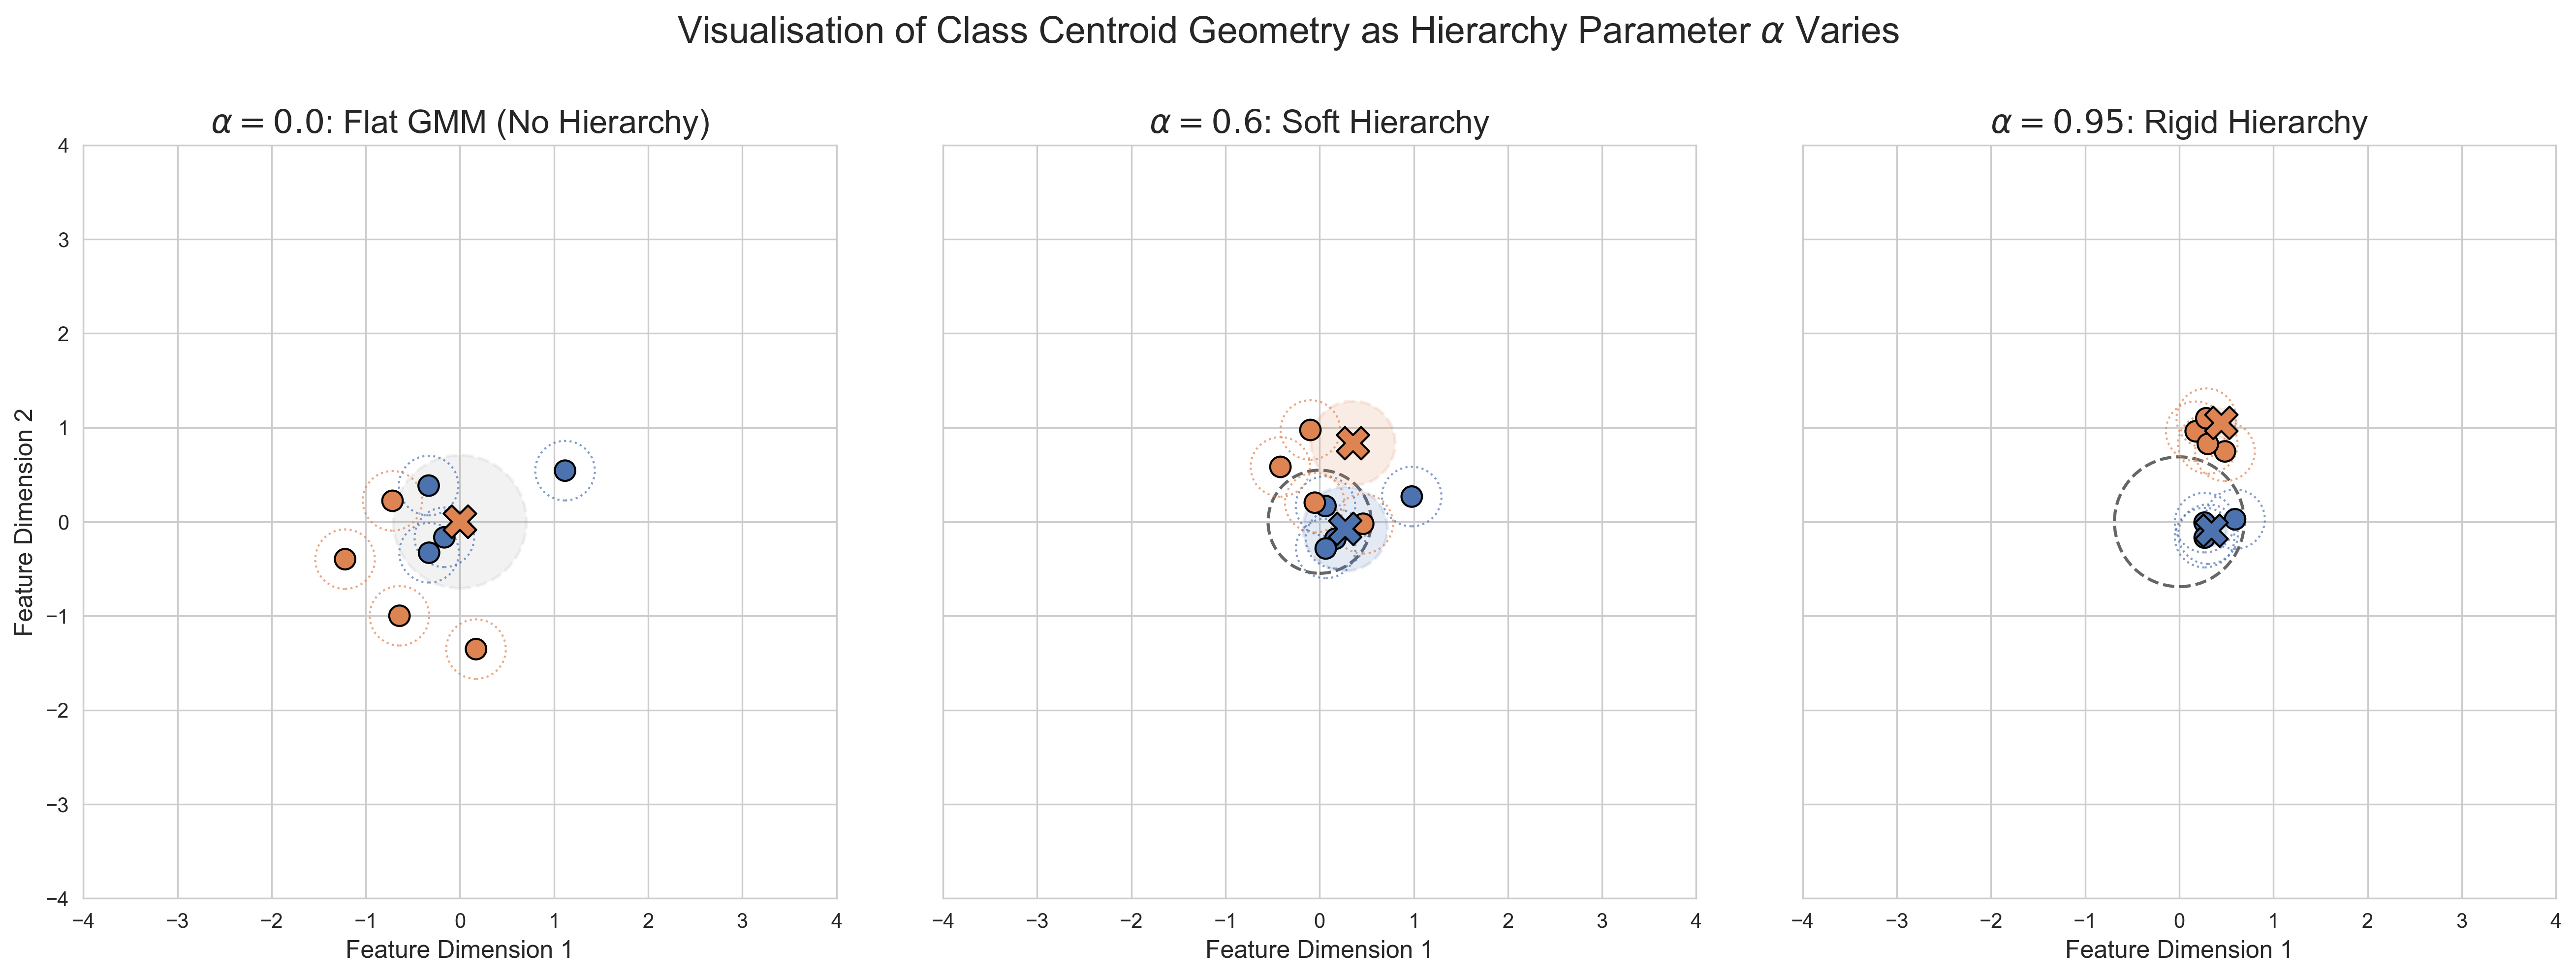 Visualisation of Class Centroid Geometry as Hierarchy Parameter α Varies
α = 0.0: Flat GMM (No Hierarchy)
α = 0.6: Soft Hierarchy
α = 0.95: Rigid Hierarchy
Feature Dimension 2
4
3
2
1
0
−1
−2
−3
−4
−4 −3 −2 −1 0 1 2 3 4
−4 −3 −2 −1 0 1 2 3 4
−4 −3 −2 −1 0 1 2 3 4
Feature Dimension 1
Feature Dimension 1
Feature Dimension 1